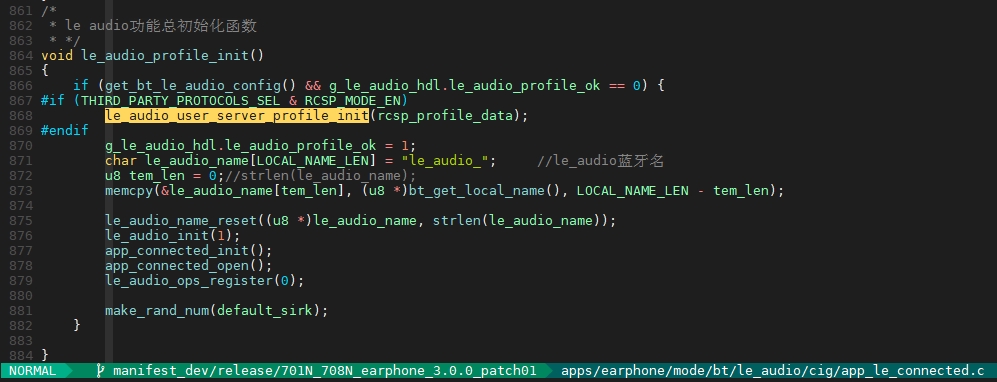 861 /*
862  * le audio功能总初始化函数
863  * */
864 void le_audio_profile_init()
865 {
866     if (get_bt_le_audio_config() && g_le_audio_hdl.le_audio_profile_ok == 0) {
867 #if (THIRD_PARTY_PROTOCOLS_SEL & RCSP_MODE_EN)
868         le_audio_user_server_profile_init(rcsp_profile_data);
869 #endif
870         g_le_audio_hdl.le_audio_profile_ok = 1;
871         char le_audio_name[LOCAL_NAME_LEN] = "le_audio_";     //le_audio蓝牙名
872         u8 tem_len = 0;//strlen(le_audio_name);
873         memcpy(&le_audio_name[tem_len], (u8 *)bt_get_local_name(), LOCAL_NAME_LEN - tem_len);
874
875         le_audio_name_reset((u8 *)le_audio_name, strlen(le_audio_name));
876         le_audio_init(1);
877         app_connected_init();
878         app_connected_open();
879         le_audio_ops_register(0);
880
881         make_rand_num(default_sirk);
882     }
883
884 }
NORMAL manifest_dev/release/701N_708N_earphone_3.0.0_patch01 apps/earphone/mode/bt/le_audio/cig/app_le_connected.c